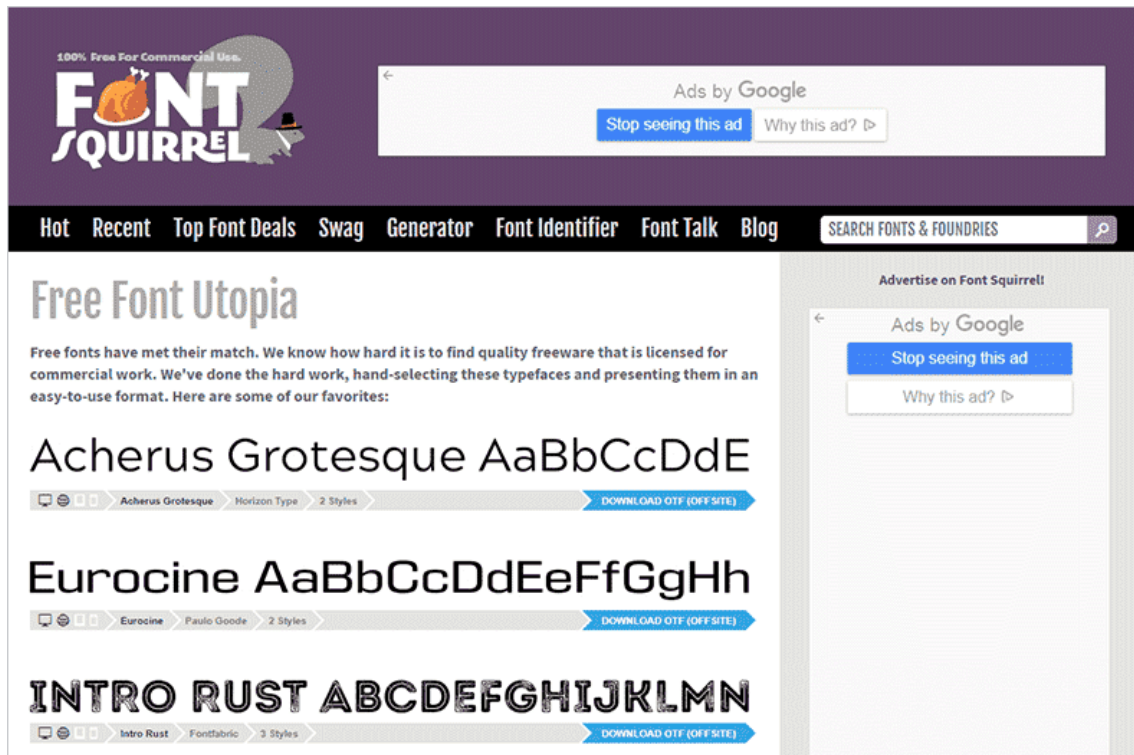 100% Free For Commercial Use.
FONT
SQUIRREL
Ads by Google
Stop seeing this ad Why this ad?
Hot Recent Top Font Deals Swag Generator Font Identifier Font Talk Blog SEARCH FONTS & FOUNDRIES
Free Font Utopia
Free fonts have met their match. We know how hard it is to find quality freeware that is licensed for
commercial work. We've done the hard work, hand-selecting these typefaces and presenting them in an
easy-to-use format. Here are some of our favorites:
Acherus Grotesque AaBbCcDdE
Acherus Grotesque Horizon Type 2 Styles DOWNLOAD OTF (OFFSITE)
Eurocine AaBbCcDdEeFfGgHh
Eurocine Paulo Goode 2 Styles DOWNLOAD OTF (OFFSITE)
INTRO RUST ABCDEFGHIJKLMN
Intro Rust Fontfabric 3 Styles DOWNLOAD OTF (OFFSITE)
Advertise on Font Squirrel!
Ads by Google
Stop seeing this ad
Why this ad?